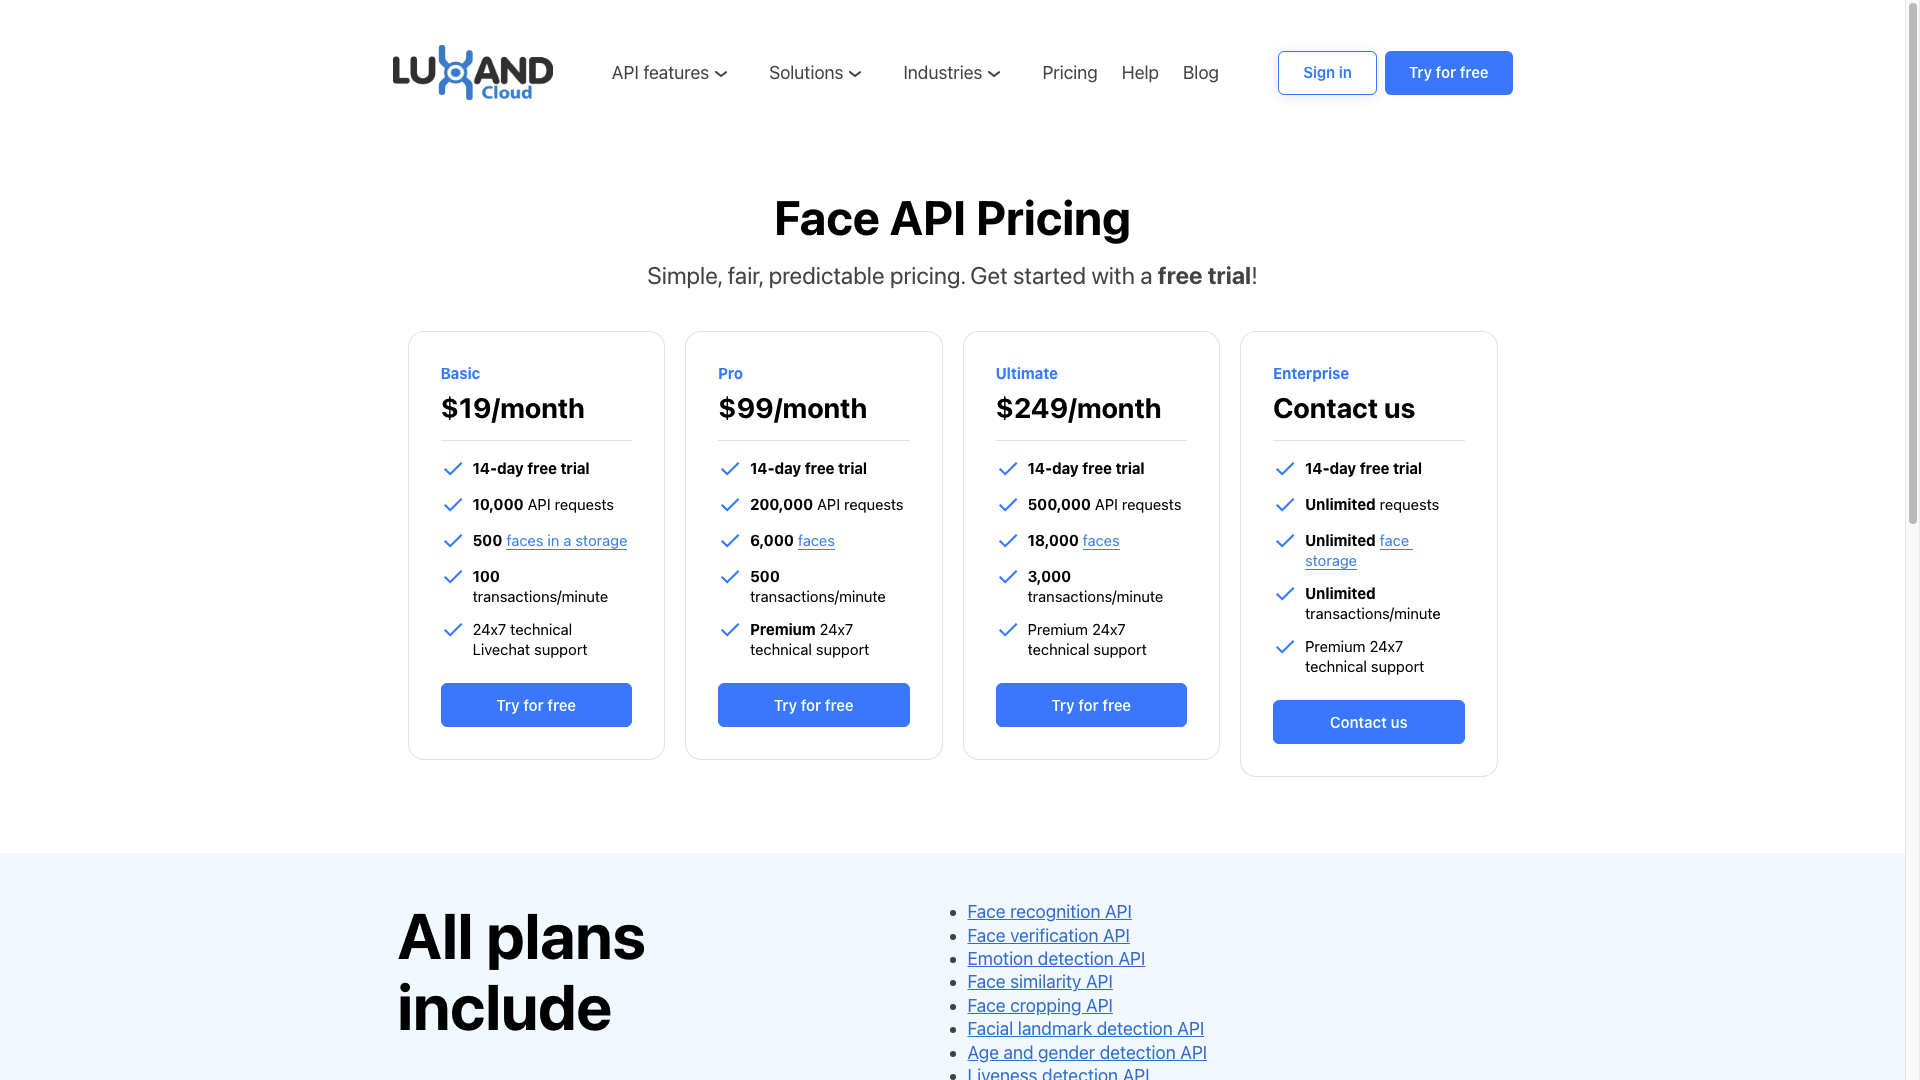 LUXAND
Cloud
API features
Solutions
Industries
Pricing
Help
Blog
Sign in
Try for free
Face API Pricing
Simple, fair, predictable pricing. Get started with a free trial!
Basic
$19/month
14-day free trial
10,000 API requests
500 faces in a storage
100
transactions/minute
24x7 technical
Livechat support
Try for free
Pro
$99/month
14-day free trial
200,000 API requests
6,000 faces
500
transactions/minute
Premium 24x7
technical support
Try for free
Ultimate
$249/month
14-day free trial
500,000 API requests
18,000 faces
3,000
transactions/minute
Premium 24x7
technical support
Try for free
Enterprise
Contact us
14-day free trial
Unlimited requests
Unlimited face
storage
Unlimited
transactions/minute
Premium 24x7
technical support
Contact us
All plans
include
Face recognition API
Face verification API
Emotion detection API
Face similarity API
Face cropping API
Facial landmark detection API
Age and gender detection API
Liveness detection API